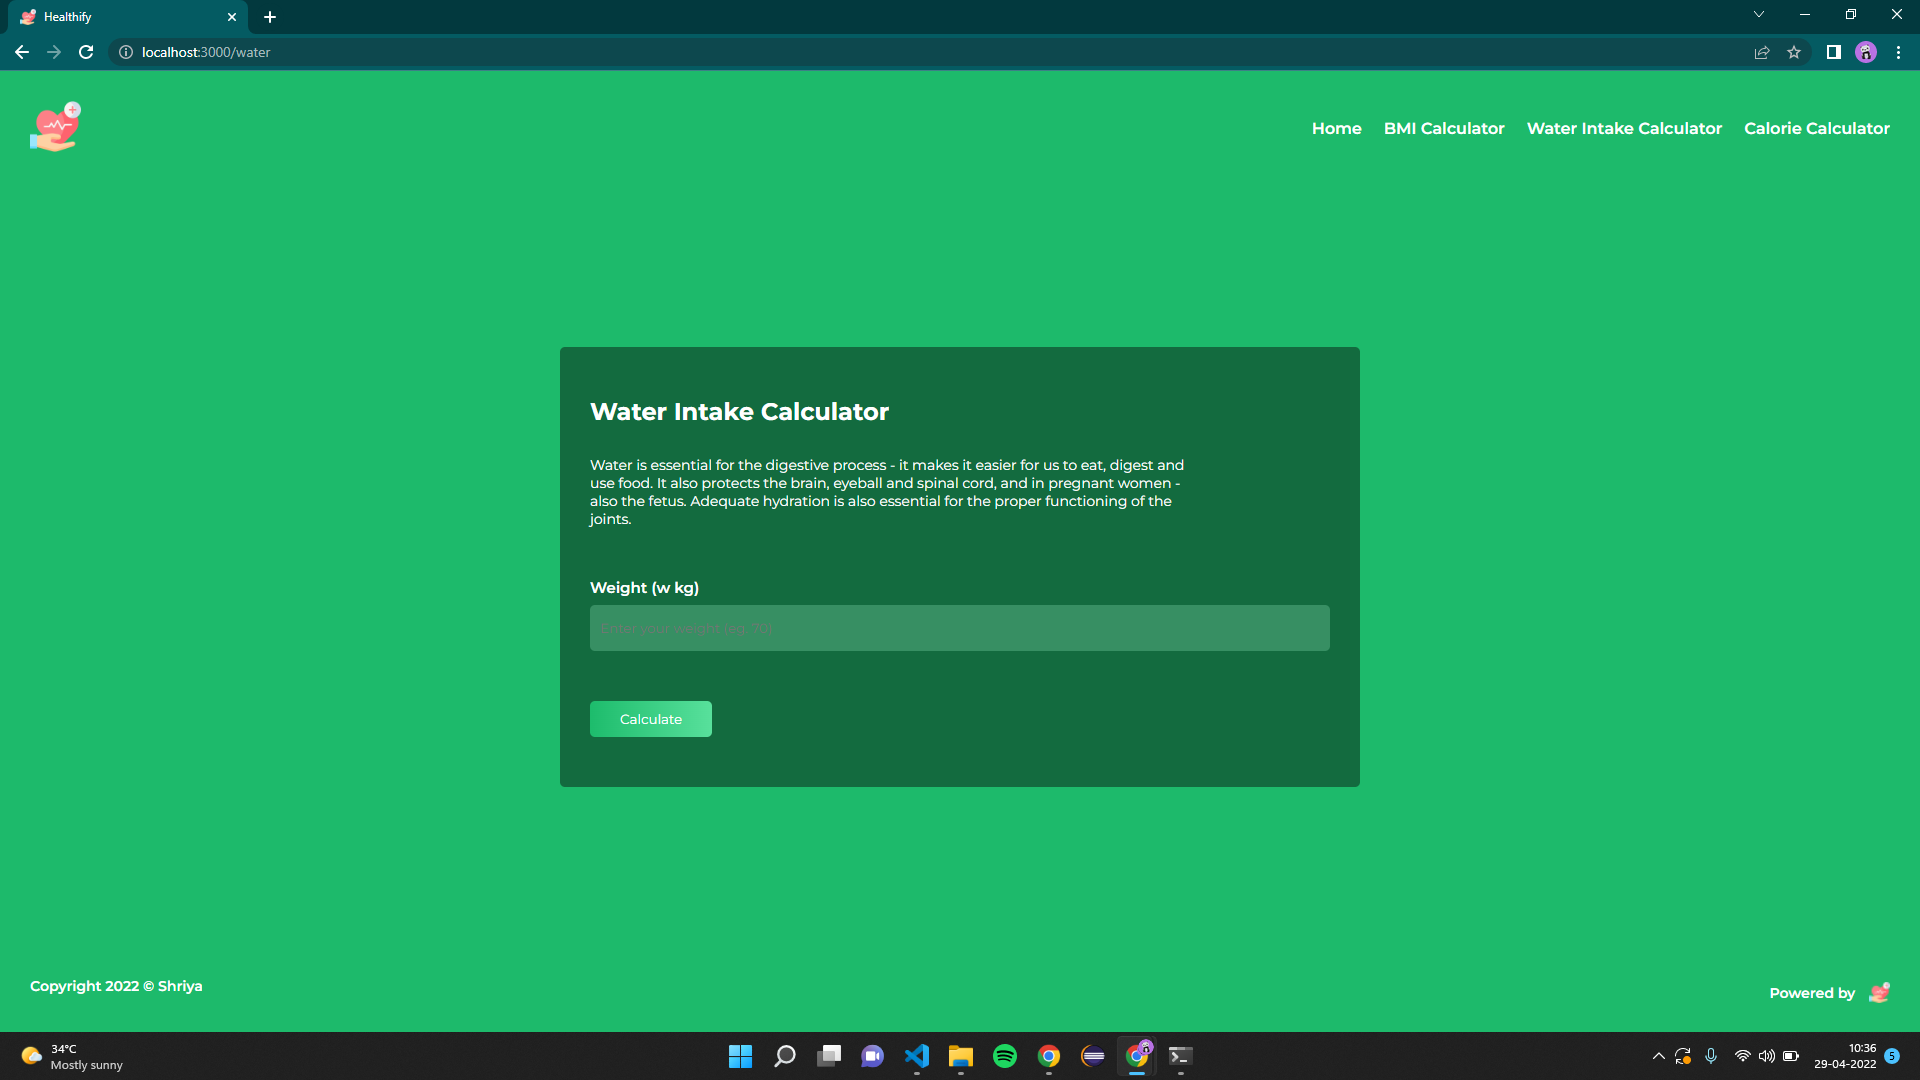 Healthify
localhost:3000/water
Home BMI Calculator Water Intake Calculator Calorie Calculator
Water Intake Calculator
Water is essential for the digestive process - it makes it easier for us to eat, digest and
use food. It also protects the brain, eyeball and spinal cord, and in pregnant women -
also the fetus. Adequate hydration is also essential for the proper functioning of the
joints.
Weight (w kg)
Enter your weight (eg. 70)
Calculate
Copyright 2022 © Shriya
Powered by
34°C
Mostly sunny
10:36
29-04-2022
5